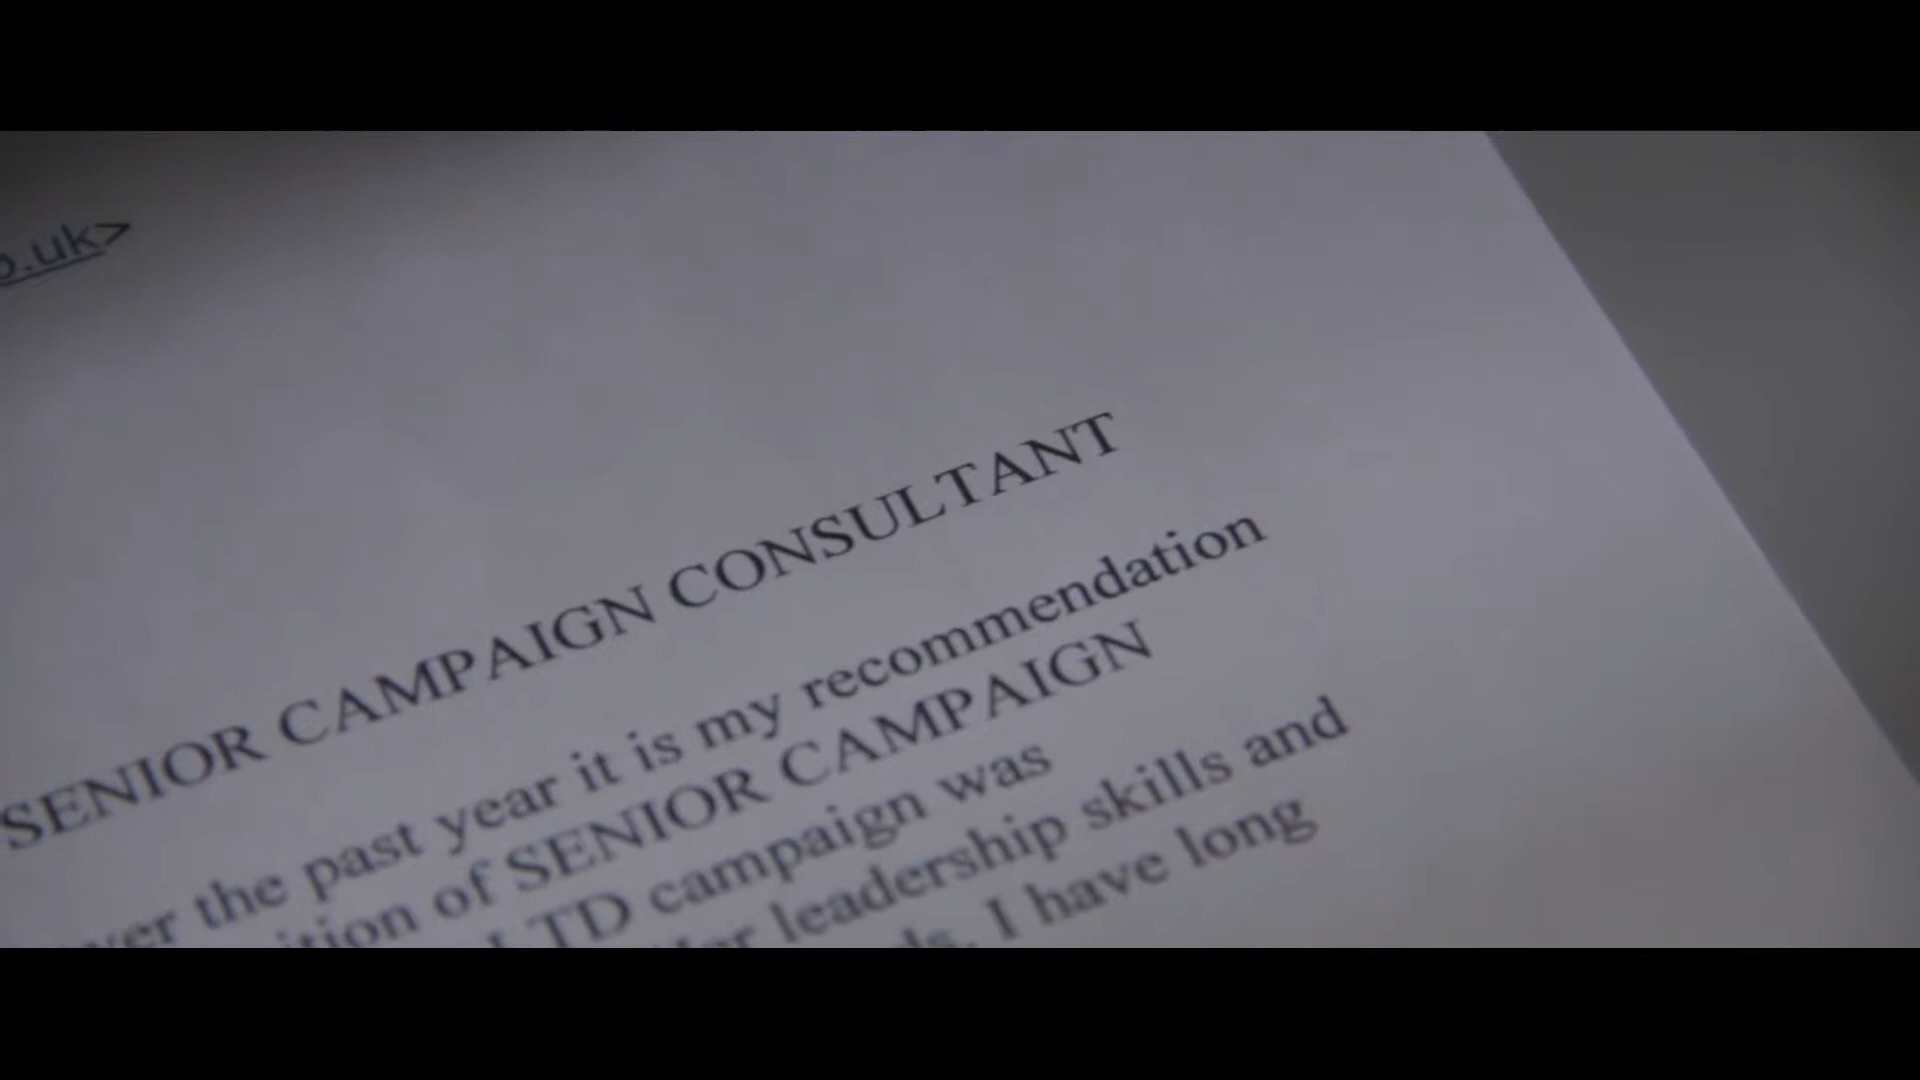 o.uk>
SENIOR CAMPAIGN CONSULTANT
the past year it is my recommendation
of SENIOR CAMPAIGN
LTD campaign was
leadership skills and
I have long